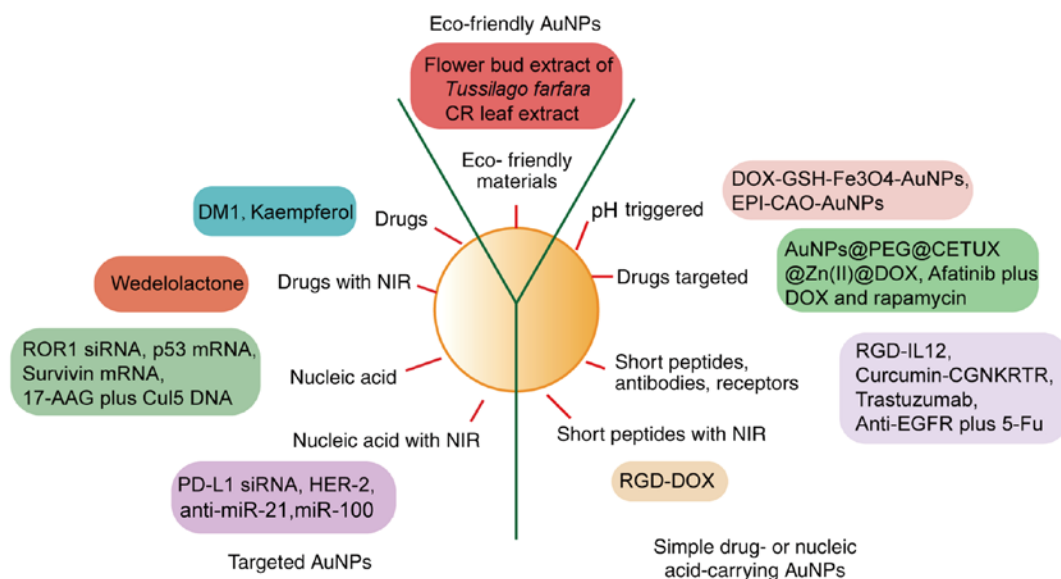 Eco-friendly AuNPs
Flower bud extract of
Tussilago farfara
CR leaf extract
Eco- friendly
materials
DM1, Kaempferol
Drugs
Wedelolactone
Drugs with NIR
ROR1 siRNA, p53 mRNA,
Survivin mRNA,
17-AAG plus Cul5 DNA
Nucleic acid
Nucleic acid with NIR
PD-L1 siRNA, HER-2,
anti-miR-21,miR-100
Targeted AuNPs
pH triggered
DOX-GSH-Fe3O4-AuNPs,
EPI-CAO-AuNPs
Drugs targeted
AuNPs@PEG@CETUX
@Zn(II)@DOX, Afatinib plus
DOX and rapamycin
Short peptides,
antibodies, receptors
RGD-IL12,
Curcumin-CGNKRTR,
Trastuzumab,
Anti-EGFR plus 5-Fu
Short peptides with NIR
RGD-DOX
Simple drug- or nucleic
acid-carrying AuNPs